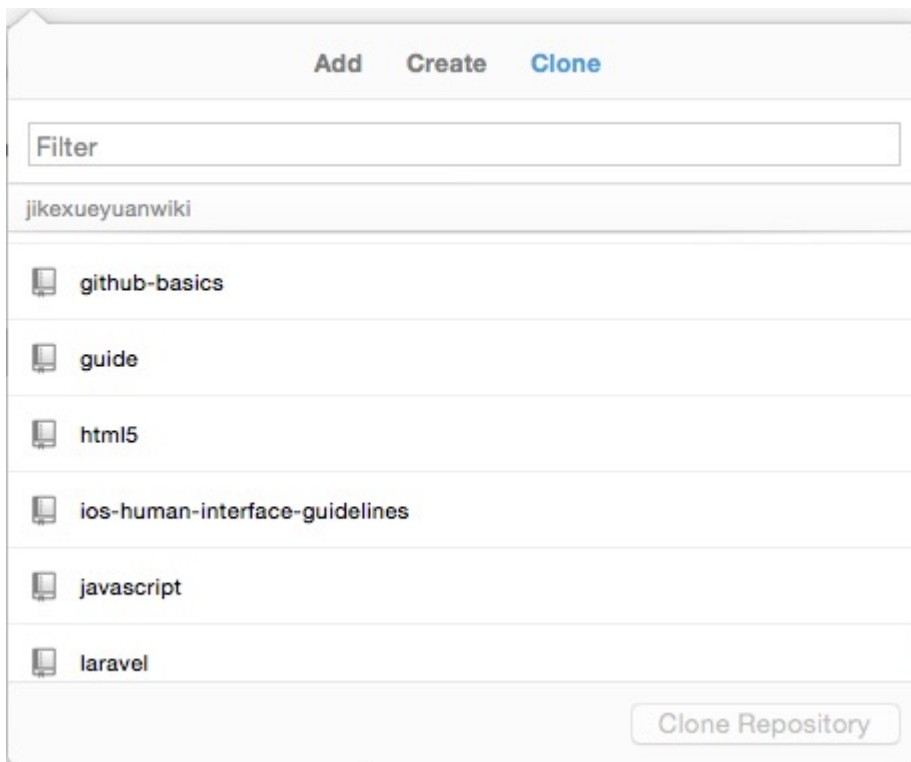 Add Create Clone
Filter
jikexueyuanwiki
github-basics
guide
html5
ios-human-interface-guidelines
javascript
laravel
Clone Repository